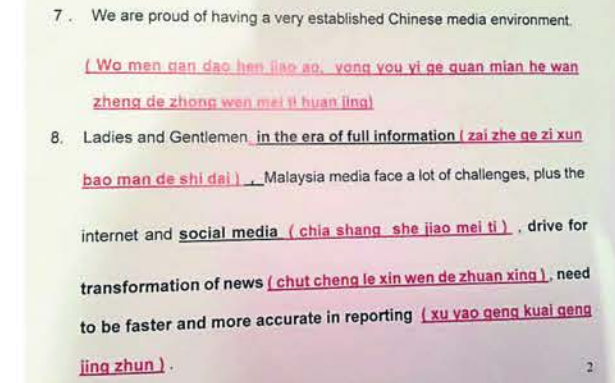 7 . We are proud of having a very established Chinese media environment.
( Wo men gan dao hen jiao ao, yong you yi ge quan mian he wan
zheng de zhong wen mei ti huan jing)
8. Ladies and Gentlemen in the era of full information ( zai zhe ge zi xun
bao man de shi dai ) , Malaysia media face a lot of challenges, plus the
internet and social media ( chia shang she jiao mei ti ) , drive for
transformation of news ( chut cheng le xin wen de zhuan xing ), need
to be faster and more accurate in reporting ( xu yao geng kuai geng
jing zhun ) .
2